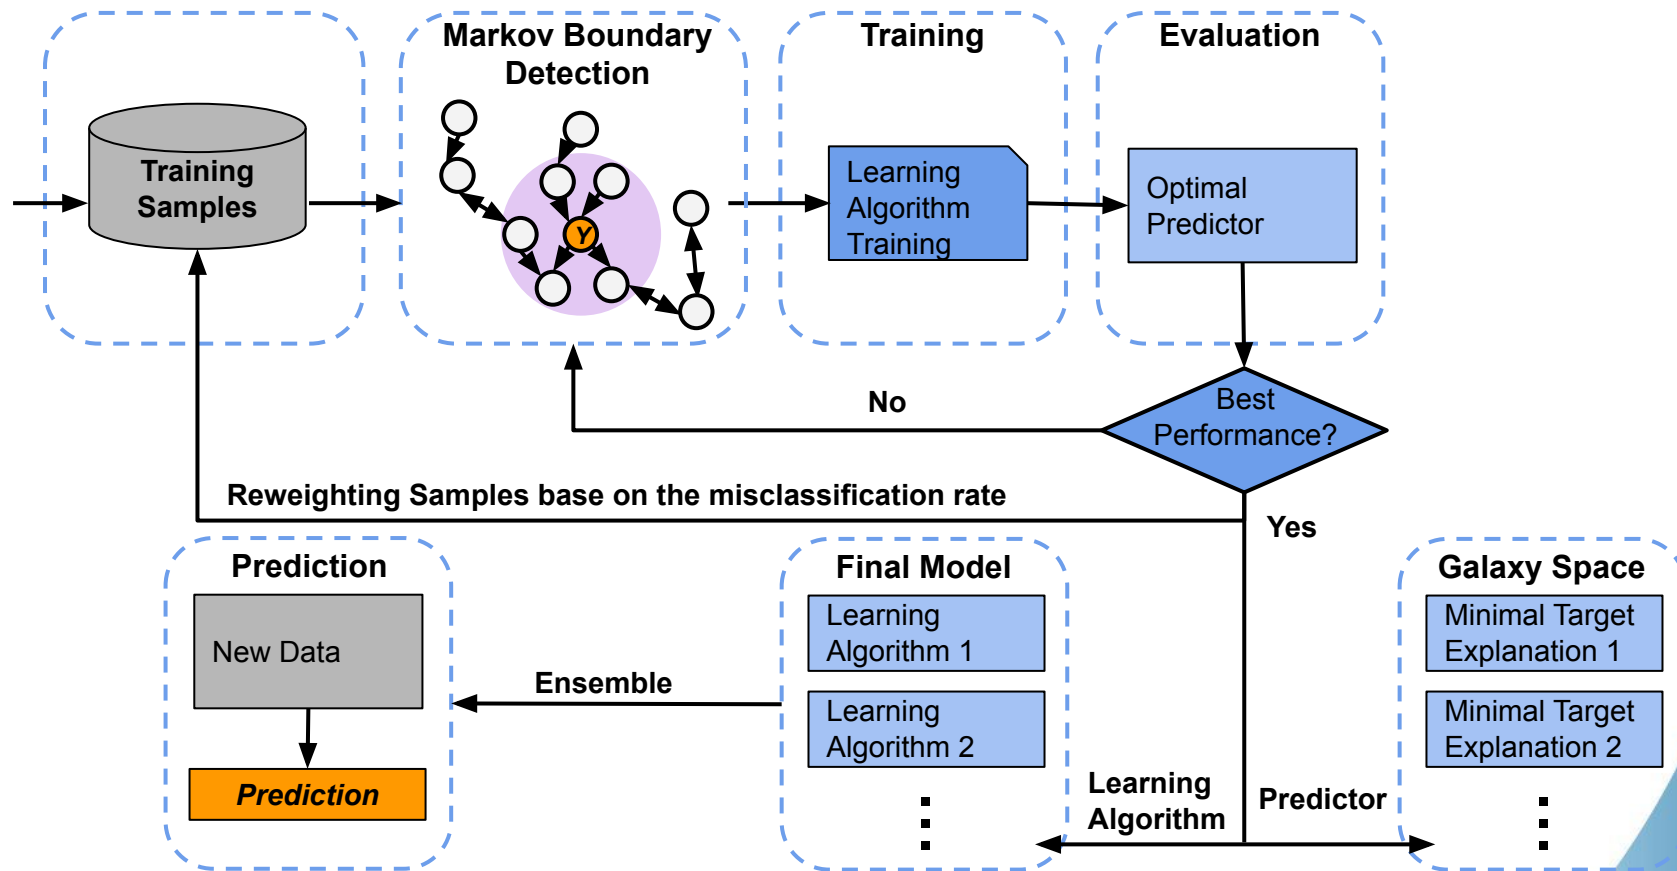 Markov Boundary
Detection
Training
Evaluation
Training
Samples
Y
Learning
Algorithm
Training
Optimal
Predictor
Best
Performance?
No
Reweighting Samples base on the misclassification rate
Yes
Prediction
New Data
Prediction
Ensemble
Final Model
Learning
Algorithm 1
Learning
Algorithm 2
Learning
Algorithm
Predictor
Galaxy Space
Minimal Target
Explanation 1
Minimal Target
Explanation 2